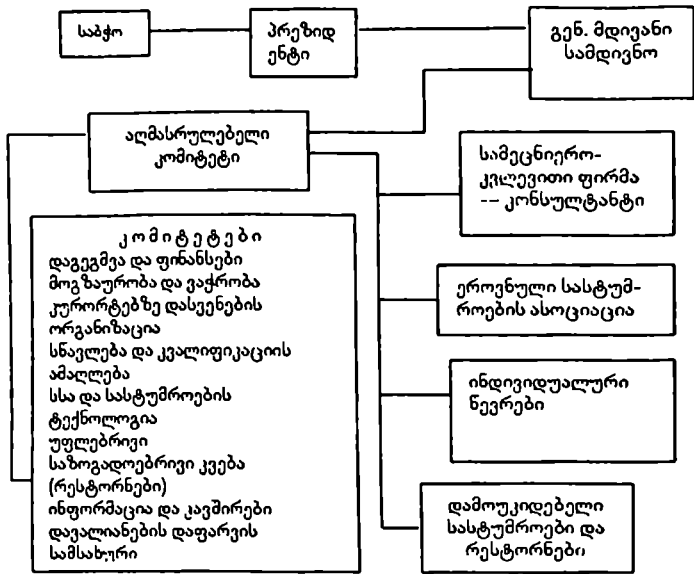 საბჭო
პრეზიდ
ენტი
გენ. მდივანი
სამდივნო
აღმასრულებელი
კომიტეტი
სამეცნიერო-
კვლევითი ფირმა
-- კონსულტანტი
კომიტეტები
დაგეგმვა და ფინანსები
მოგზაურობა და ვაჭრობა
კურორტებზე დასვენების
ორგანიზაცია
სწავლება და კვალიფიკაციის
ამაღლება
სსა და სასტუმროების
ტექნოლოგია
უფლებრივი
საზოგადოებრივი კვება
(რესტორნები)
ინფორმაცია და კავშირები
დავალიანების დაფარვის
სამსახური
ეროვნული სასტუმ-
როების ასოციაცია
ინდივიდუალური
წევრები
დამოუკიდებელი
სასტუმროები და
რესტორნები